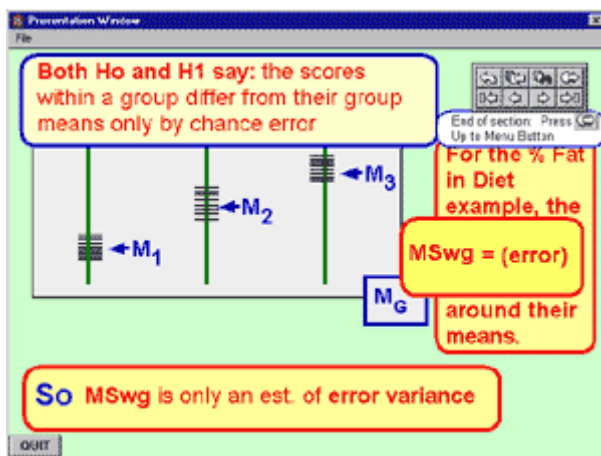 Presentation Window
File
Both Ho and H1 say: the scores
within a group differ from their group
means only by chance error
End of section: Press
Up to Menu Button
For the % Fat
in Diet
example, the
MSwg = (error)
around their
means.
M1
M2
M3
MG
So MSwg is only an est. of error variance
QUIT